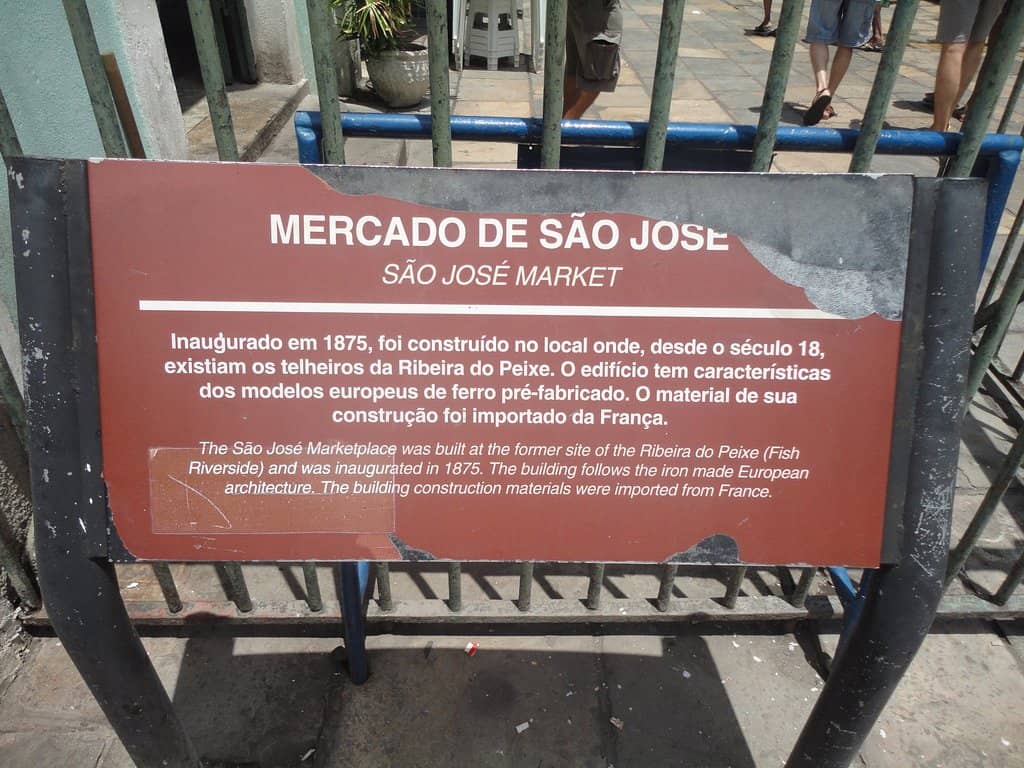 MERCADO DE SÃO JOSÉ
SÃO JOSÉ MARKET
Inaugurado em 1875, foi construído no local onde, desde o século 18,
existiam os telheiros da Ribeira do Peixe. O edifício tem características
dos modelos europeus de ferro pré-fabricado. O material de sua
construção foi importado da França.
The São José Marketplace was built at the former site of the Ribeira do Peixe (Fish
Riverside) and was inaugurated in 1875. The building follows the iron made European
architecture. The building construction materials were imported from France.